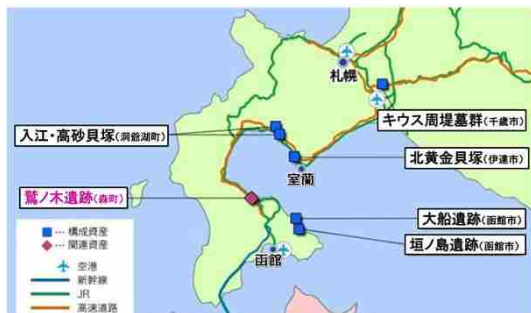 札幌
キウス周堤墓群(千歳市)
入江・高砂貝塚(洞爺湖町)
北黄金貝塚(伊達市)
室蘭
鷲ノ木遺跡(森町)
大船遺跡(函館市)
垣ノ島遺跡(函館市)
函館
… 構成資産
… 関連資産
空港
新幹線
JR
高速道路